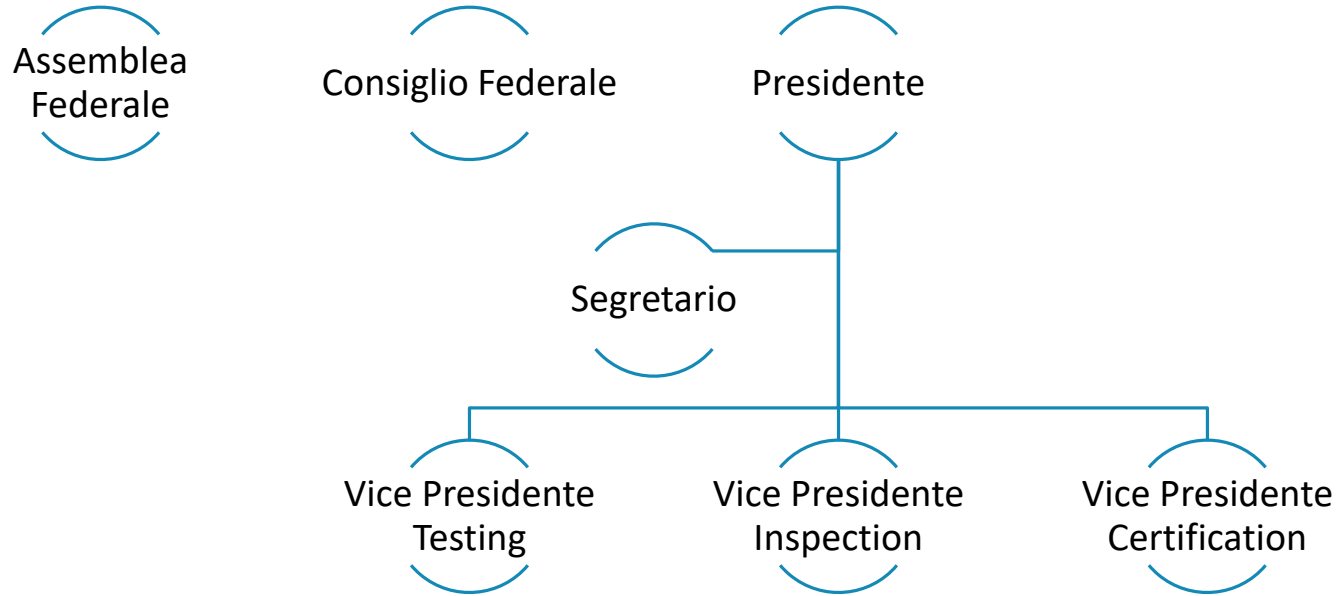 Assemblea
Federale
Consiglio Federale
Presidente
Segretario
Vice Presidente
Testing
Vice Presidente
Inspection
Vice Presidente
Certification